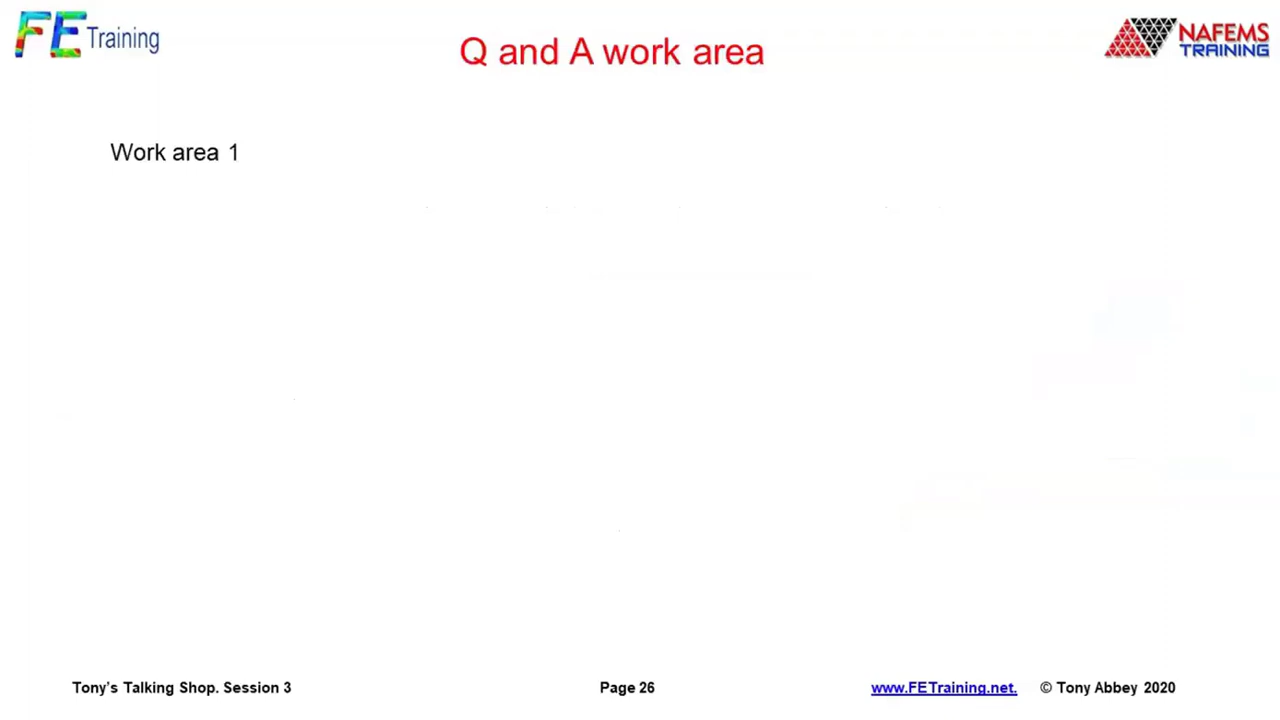 FE Training
Q and A work area
NAFEMS
TRAINING
Work area 1
Tony's Talking Shop. Session 3
Page 26
www.FETraining.net.
© Tony Abbey 2020